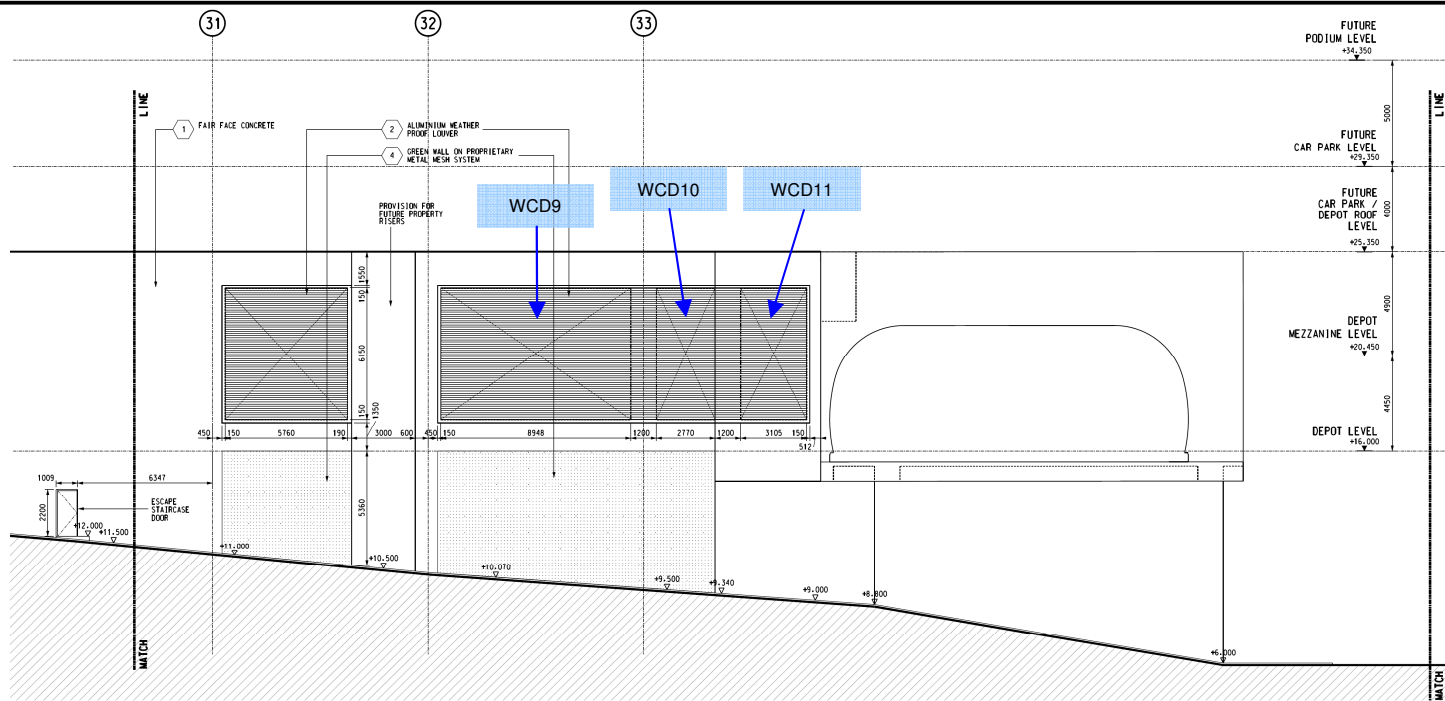 31
32
33
FUTURE
PODIUM LEVEL
+34.350
LINE
LINE
5000
1
FAIR FACE CONCRETE
2
ALUMINIUM WEATHER
PROOF LOUVER
4
GREEN WALL ON PROPRIETARY
METAL MESH SYSTEM
FUTURE
CAR PARK LEVEL
+29.350
WCD9
WCD10
WCD11
PROVISION FOR
FUTURE PROPERTY
RISERS
FUTURE
CAR PARK /
DEPOT ROOF
LEVEL
+25.350
4000
1550
150
6150
150
1350
4900
DEPOT
MEZZANINE LEVEL
+20.450
4450
450
150
5760
190
3000
600
450
150
8948
1200
2770
1200
3105
150
512
DEPOT LEVEL
+16.000
1009
6347
2200
ESCAPE
STAIRCASE
DOOR
5360
+12.000
+11.500
+11.000
+10.500
+10.070
+9.500
+9.340
+9.000
+8.800
+6.000
MATCH
MATCH